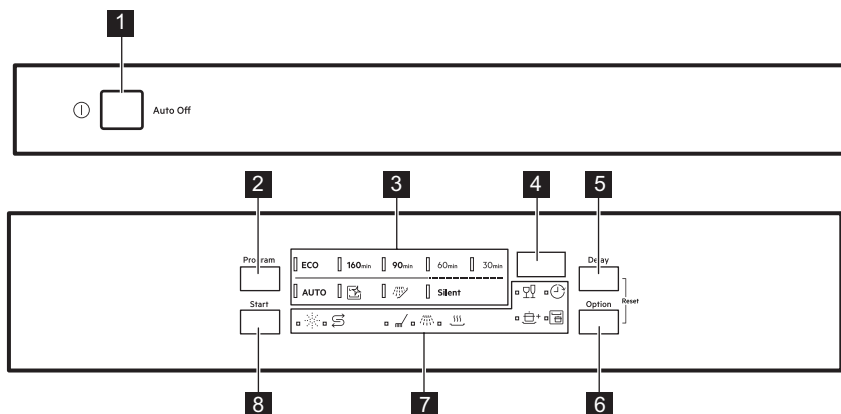 1
Auto Off
2
3
4
5
Program
ECO 160min 90min 60min 30min
Delay
AUTO Silent
Start
Option
Reset
8
7
6